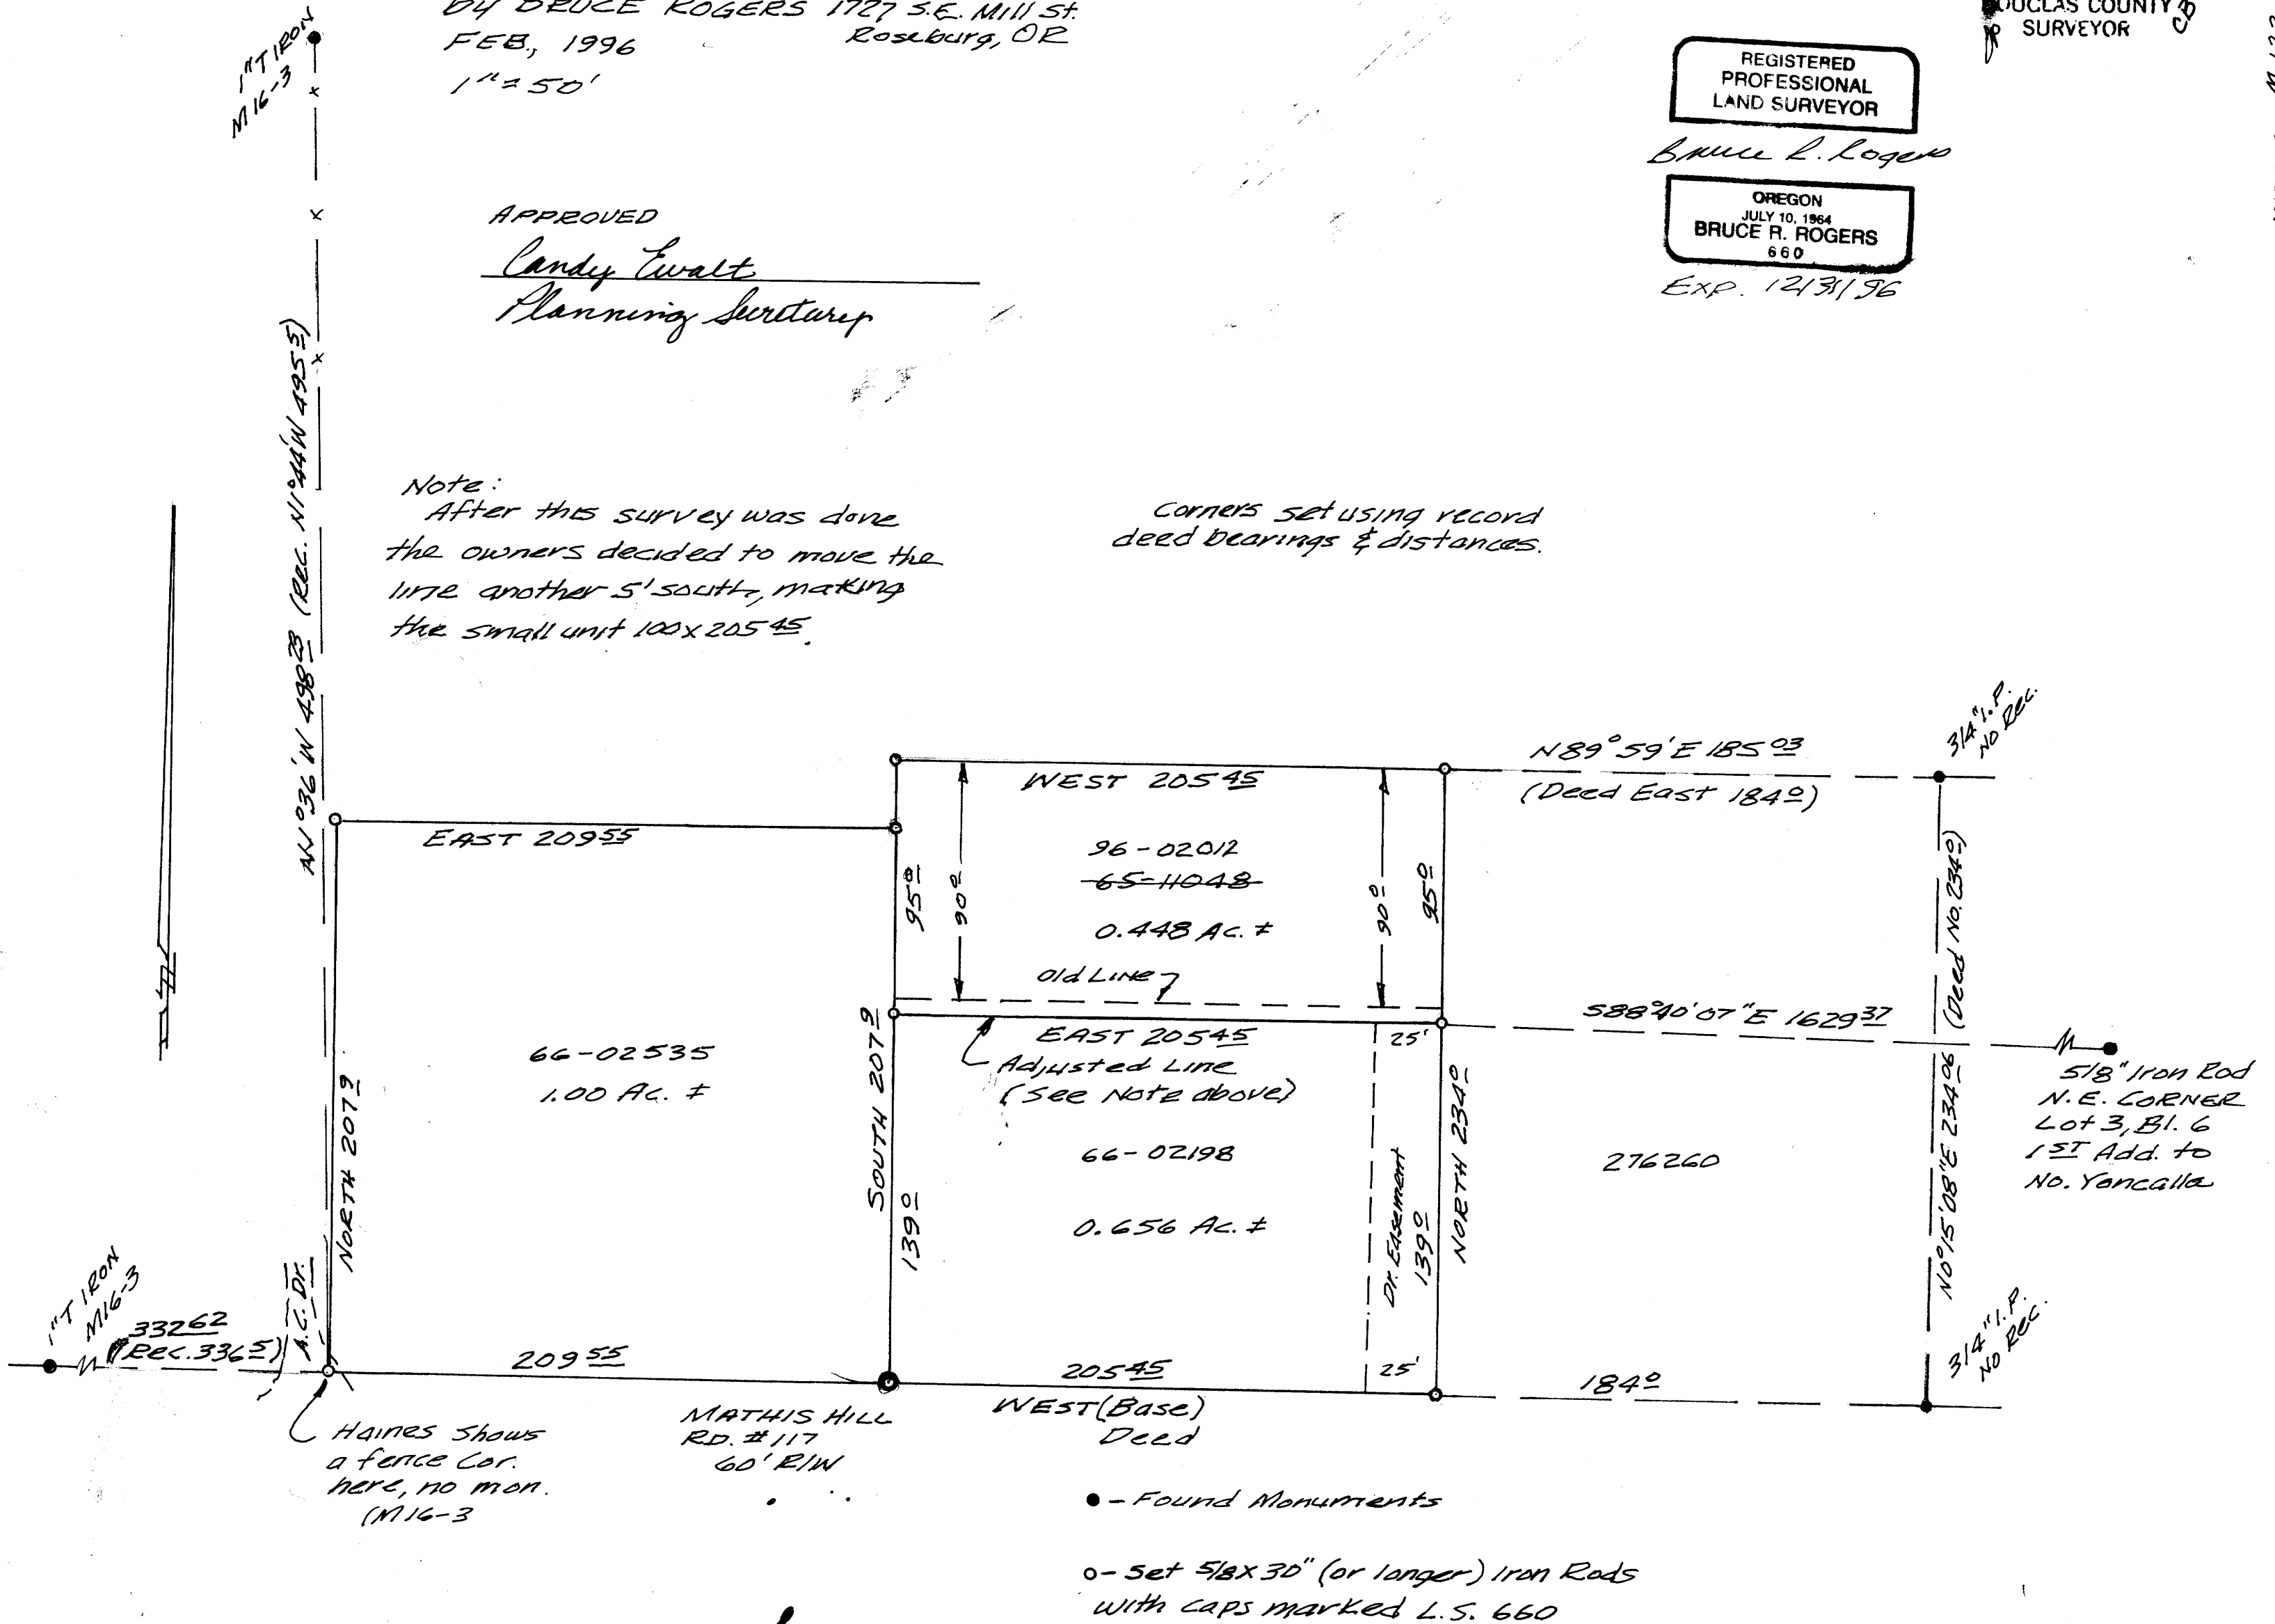 by BRUCE ROGERS 1727 S.E. Mill St.
FEB., 1996 Roseburg, OR
1" = 50'
DOUGLAS COUNTY
SURVEYOR
REGISTERED
PROFESSIONAL
LAND SURVEYOR
Bruce R. Rogers
OREGON
JULY 10, 1964
BRUCE R. ROGERS
660
Exp. 12/31/96
1" T IRON
M16-3
APPROVED
Candy Ewalt
Planning Secretary
Note:
After this survey was done
the owners decided to move the
line another 5' south, making
the small unit 100 x 205 45.
Corners set using record
deed bearings & distances.
N1°36'W 498 23 (Rec. N1°44'W 495 5)
3/4" I.P.
NO REC.
N89°59'E 185 03
(Deed East 184 0)
WEST 205 45
EAST 209 55
96-02012
65-11048
0.448 Ac. ±
95 0
90 0
90 0
95 0
Old Line
S88°40'07"E 1629 37
EAST 205 45
25'
Adjusted Line
(See Note above)
5/8" Iron Rod
N.E. CORNER
Lot 3, Bl. 6
1ST Add. to
No. Yoncalla
66-02535
1.00 Ac. ±
66-02198
0.656 Ac. ±
276260
NORTH 207 9
SOUTH 207 9
139 0
Dr. Easement
139 0
NORTH 234 0
N0°15'08"E 234 06 (Deed No. 234 0)
1" T IRON
M16-3
332 62
(Rec. 336 5)
A.C. Dr.
209 55
205 45
25'
184 0
3/4" I.P.
NO REC.
WEST (Base)
Deed
MATHIS HILL
RD. #117
60' R/W
Haines shows
a fence Cor.
here, no mon.
(M16-3
● - Found Monuments
o - Set 5/8 x 30" (or longer) Iron Rods
with caps marked L.S. 660